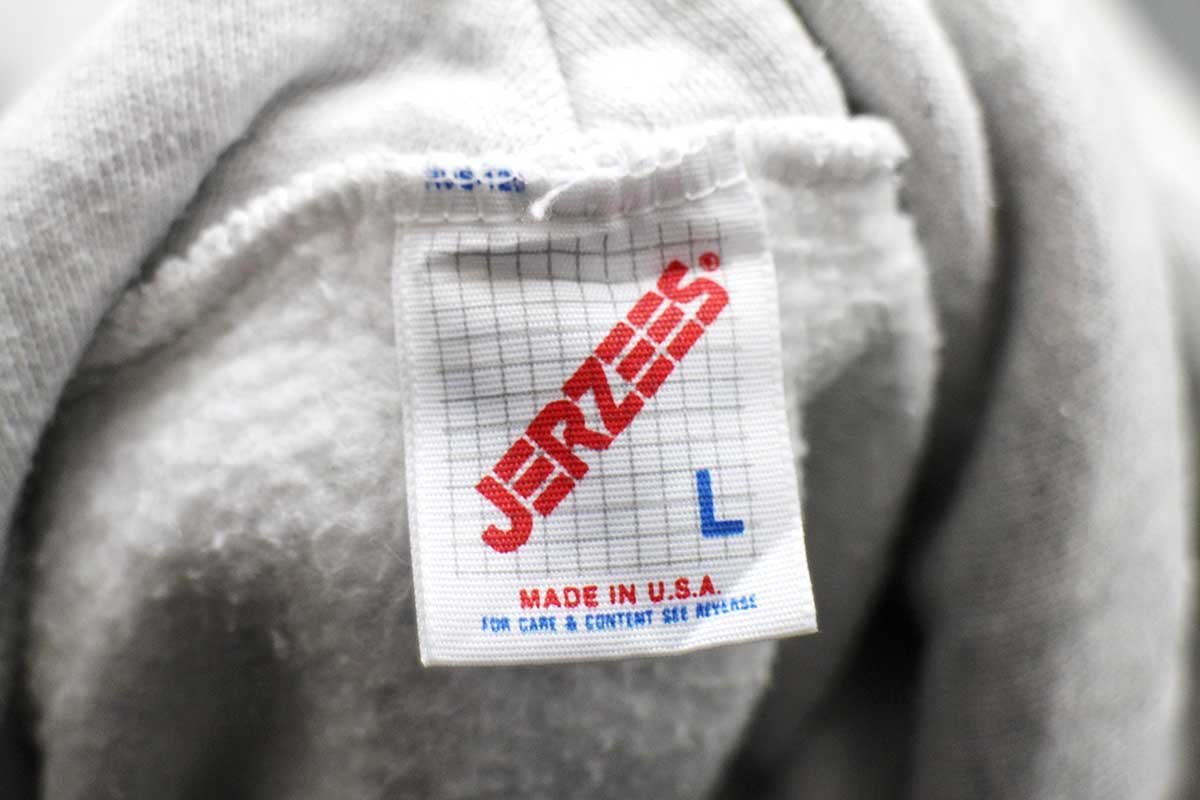 JERZEES®
L
MADE IN U.S.A.
FOR CARE & CONTENT SEE REVERSE